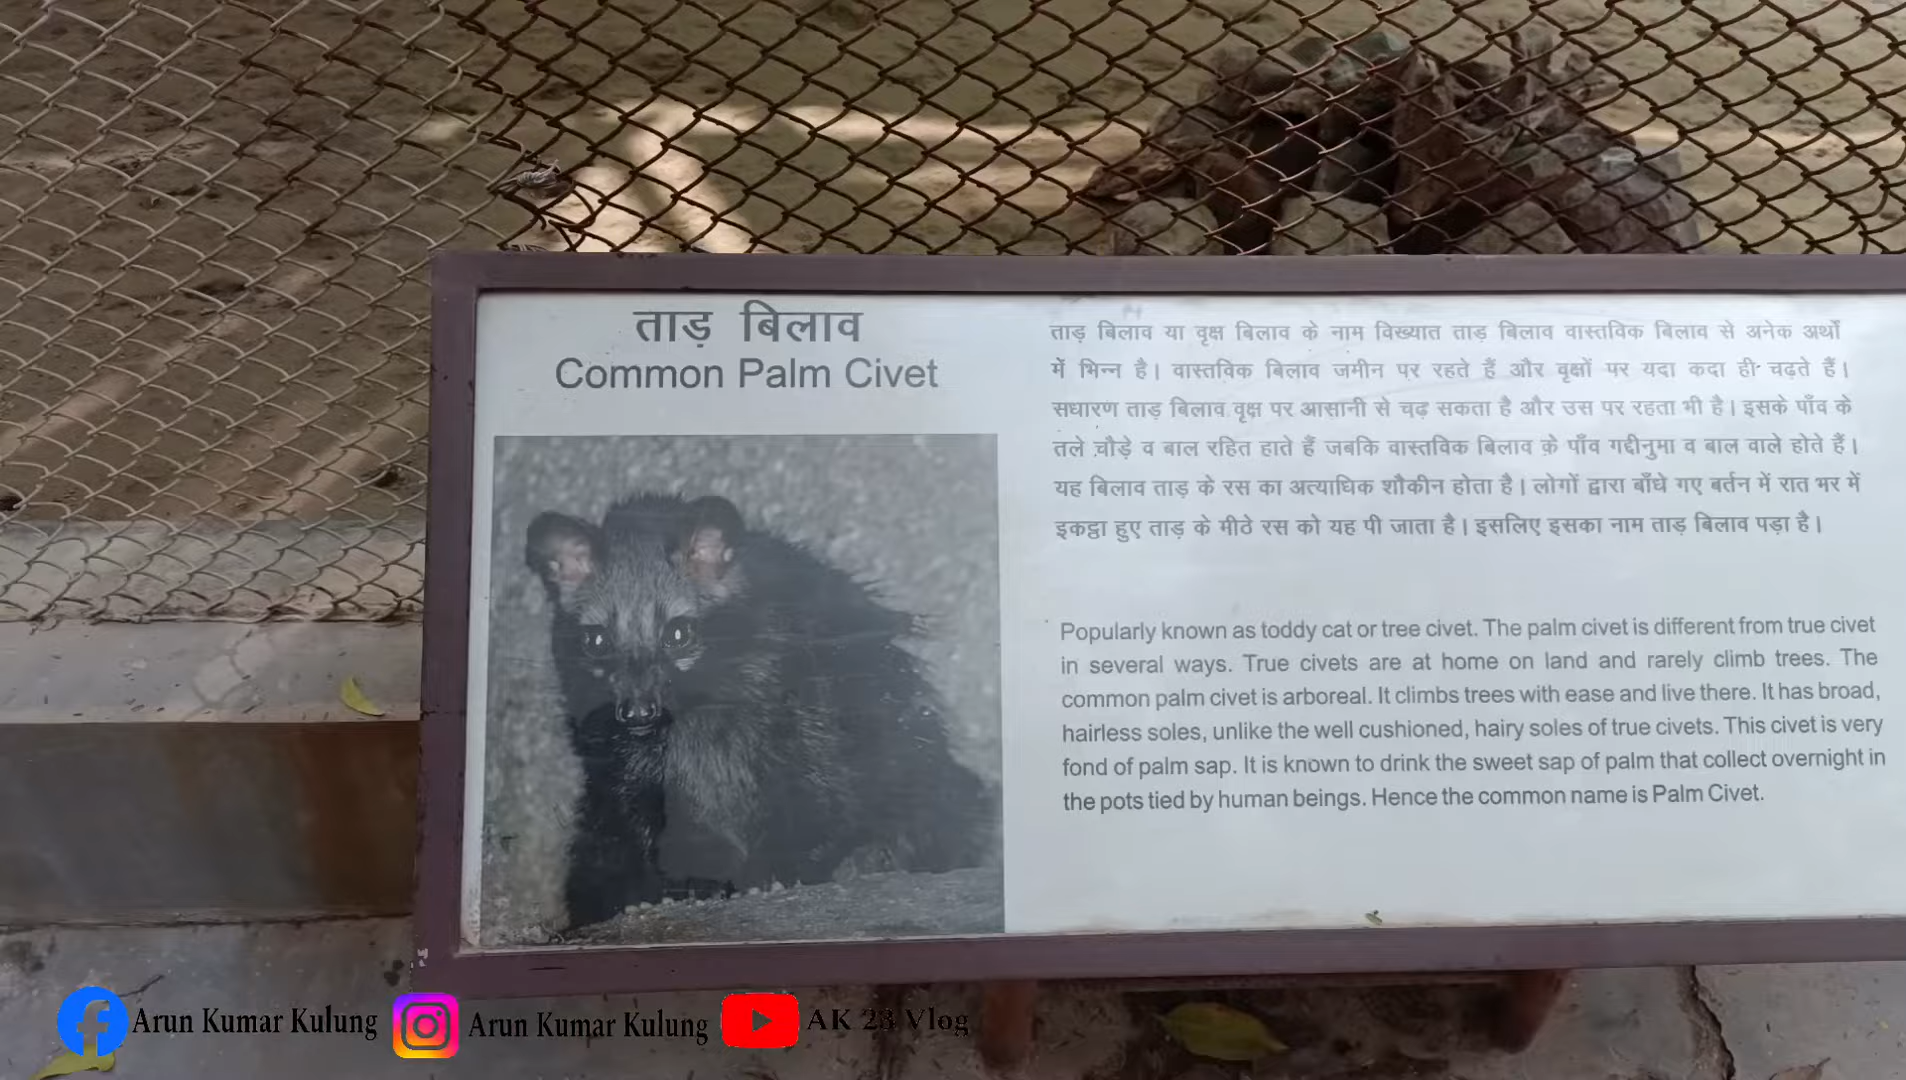 ताड़ बिलाव
Common Palm Civet
ताड़ बिलाव या वृक्ष बिलाव के नाम विख्यात ताड़ बिलाव वास्तविक बिलाव से अनेक अर्थों
में भिन्न है। वास्तविक बिलाव जमीन पर रहते हैं और वृक्षों पर यदा कदा ही चढ़ते हैं।
सधारण ताड़ बिलाव वृक्ष पर आसानी से चढ़ सकता है और उस पर रहता भी है। इसके पाँव के
तले चौड़े व बाल रहित हाते हैं जबकि वास्तविक बिलाव के पाँव गद्दीनुमा व बाल वाले होते हैं।
यह बिलाव ताड़ के रस का अत्याधिक शौकीन होता है। लोगों द्वारा बाँधे गए बर्तन में रात भर में
इकट्ठा हुए ताड़ के मीठे रस को यह पी जाता है। इसलिए इसका नाम ताड़ बिलाव पड़ा है।
Popularly known as toddy cat or tree civet. The palm civet is different from true civet
in several ways. True civets are at home on land and rarely climb trees. The
common palm civet is arboreal. It climbs trees with ease and live there. It has broad,
hairless soles, unlike the well cushioned, hairy soles of true civets. This civet is very
fond of palm sap. It is known to drink the sweet sap of palm that collect overnight in
the pots tied by human beings. Hence the common name is Palm Civet.
Arun Kumar Kulung Arun Kumar Kulung AK 23 Vlog